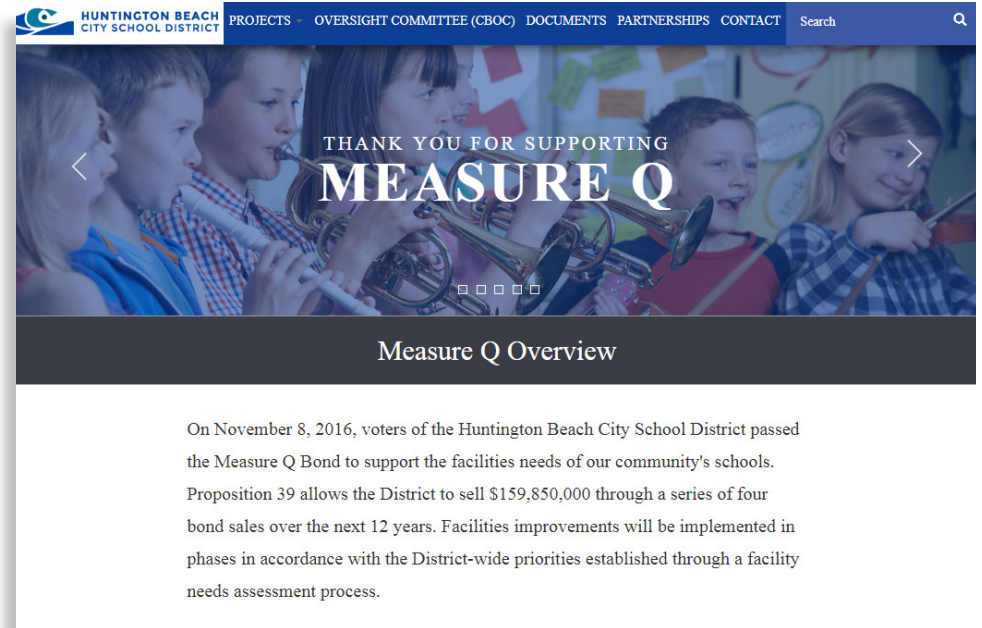 HUNTINGTON BEACH
CITY SCHOOL DISTRICT
PROJECTS OVERSIGHT COMMITTEE (CBOC) DOCUMENTS PARTNERSHIPS CONTACT Search
THANK YOU FOR SUPPORTING
MEASURE Q
Measure Q Overview
On November 8, 2016, voters of the Huntington Beach City School District passed
the Measure Q Bond to support the facilities needs of our community's schools.
Proposition 39 allows the District to sell $159,850,000 through a series of four
bond sales over the next 12 years. Facilities improvements will be implemented in
phases in accordance with the District-wide priorities established through a facility
needs assessment process.